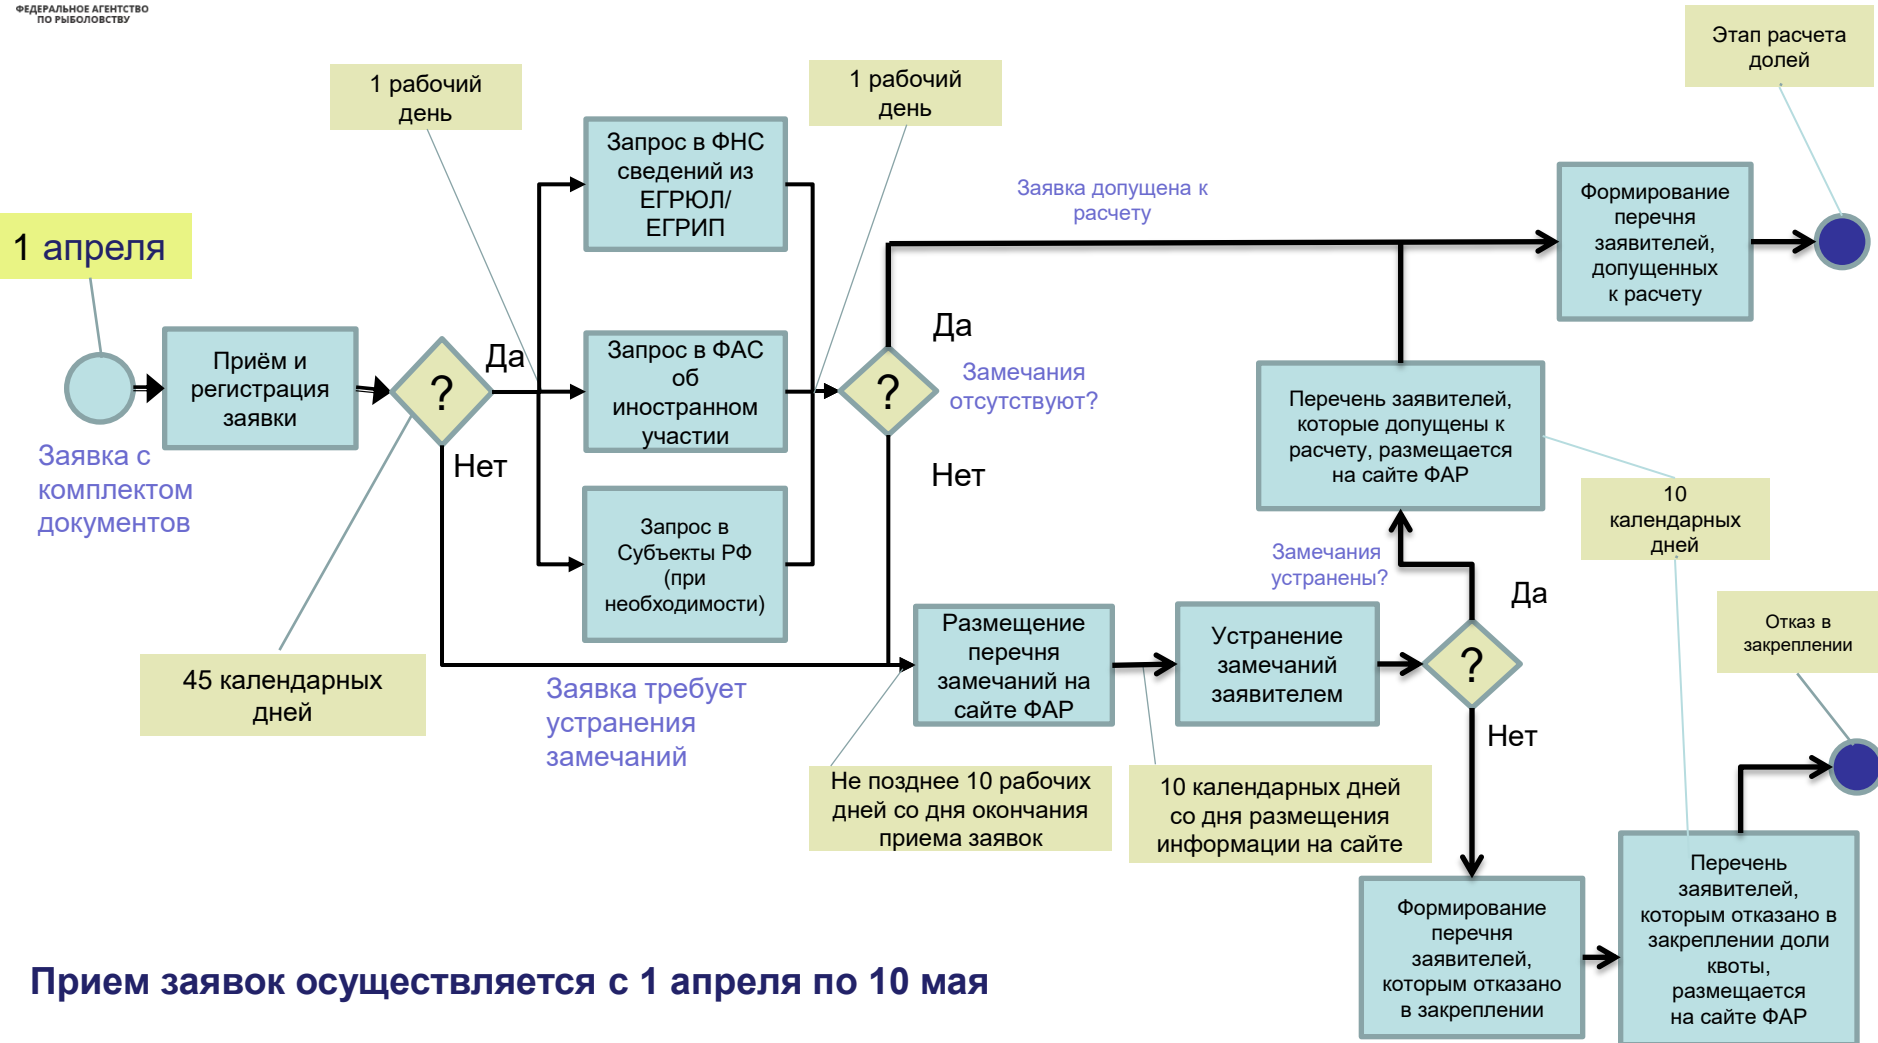 ФЕДЕРАЛЬНОЕ АГЕНТСТВО
ПО РЫБОЛОВСТВУ
1 апреля
Заявка с
комплектом
документов
Приём и
регистрация
заявки
?
Да
Нет
45 календарных
дней
1 рабочий
день
Запрос в ФНС
сведений из
ЕГРЮЛ/
ЕГРИП
Запрос в ФАС
об
иностранном
участии
Запрос в
Субъекты РФ
(при
необходимости)
1 рабочий
день
?
Да
Замечания
отсутствуют?
Нет
Заявка допущена к
расчету
Заявка требует
устранения
замечаний
Размещение
перечня
замечаний на
сайте ФАР
Не позднее 10 рабочих
дней со дня окончания
приема заявок
Устранение
замечаний
заявителем
10 календарных дней
со дня размещения
информации на сайте
Замечания
устранены?
?
Да
Нет
Перечень заявителей,
которые допущены к
расчету, размещается
на сайте ФАР
10
календарных
дней
Формирование
перечня
заявителей,
допущенных
к расчету
Этап расчета
долей
Отказ в
закреплении
Формирование
перечня
заявителей,
которым отказано
в закреплении
Перечень
заявителей,
которым отказано в
закреплении доли
квоты,
размещается
на сайте ФАР
Прием заявок осуществляется с 1 апреля по 10 мая